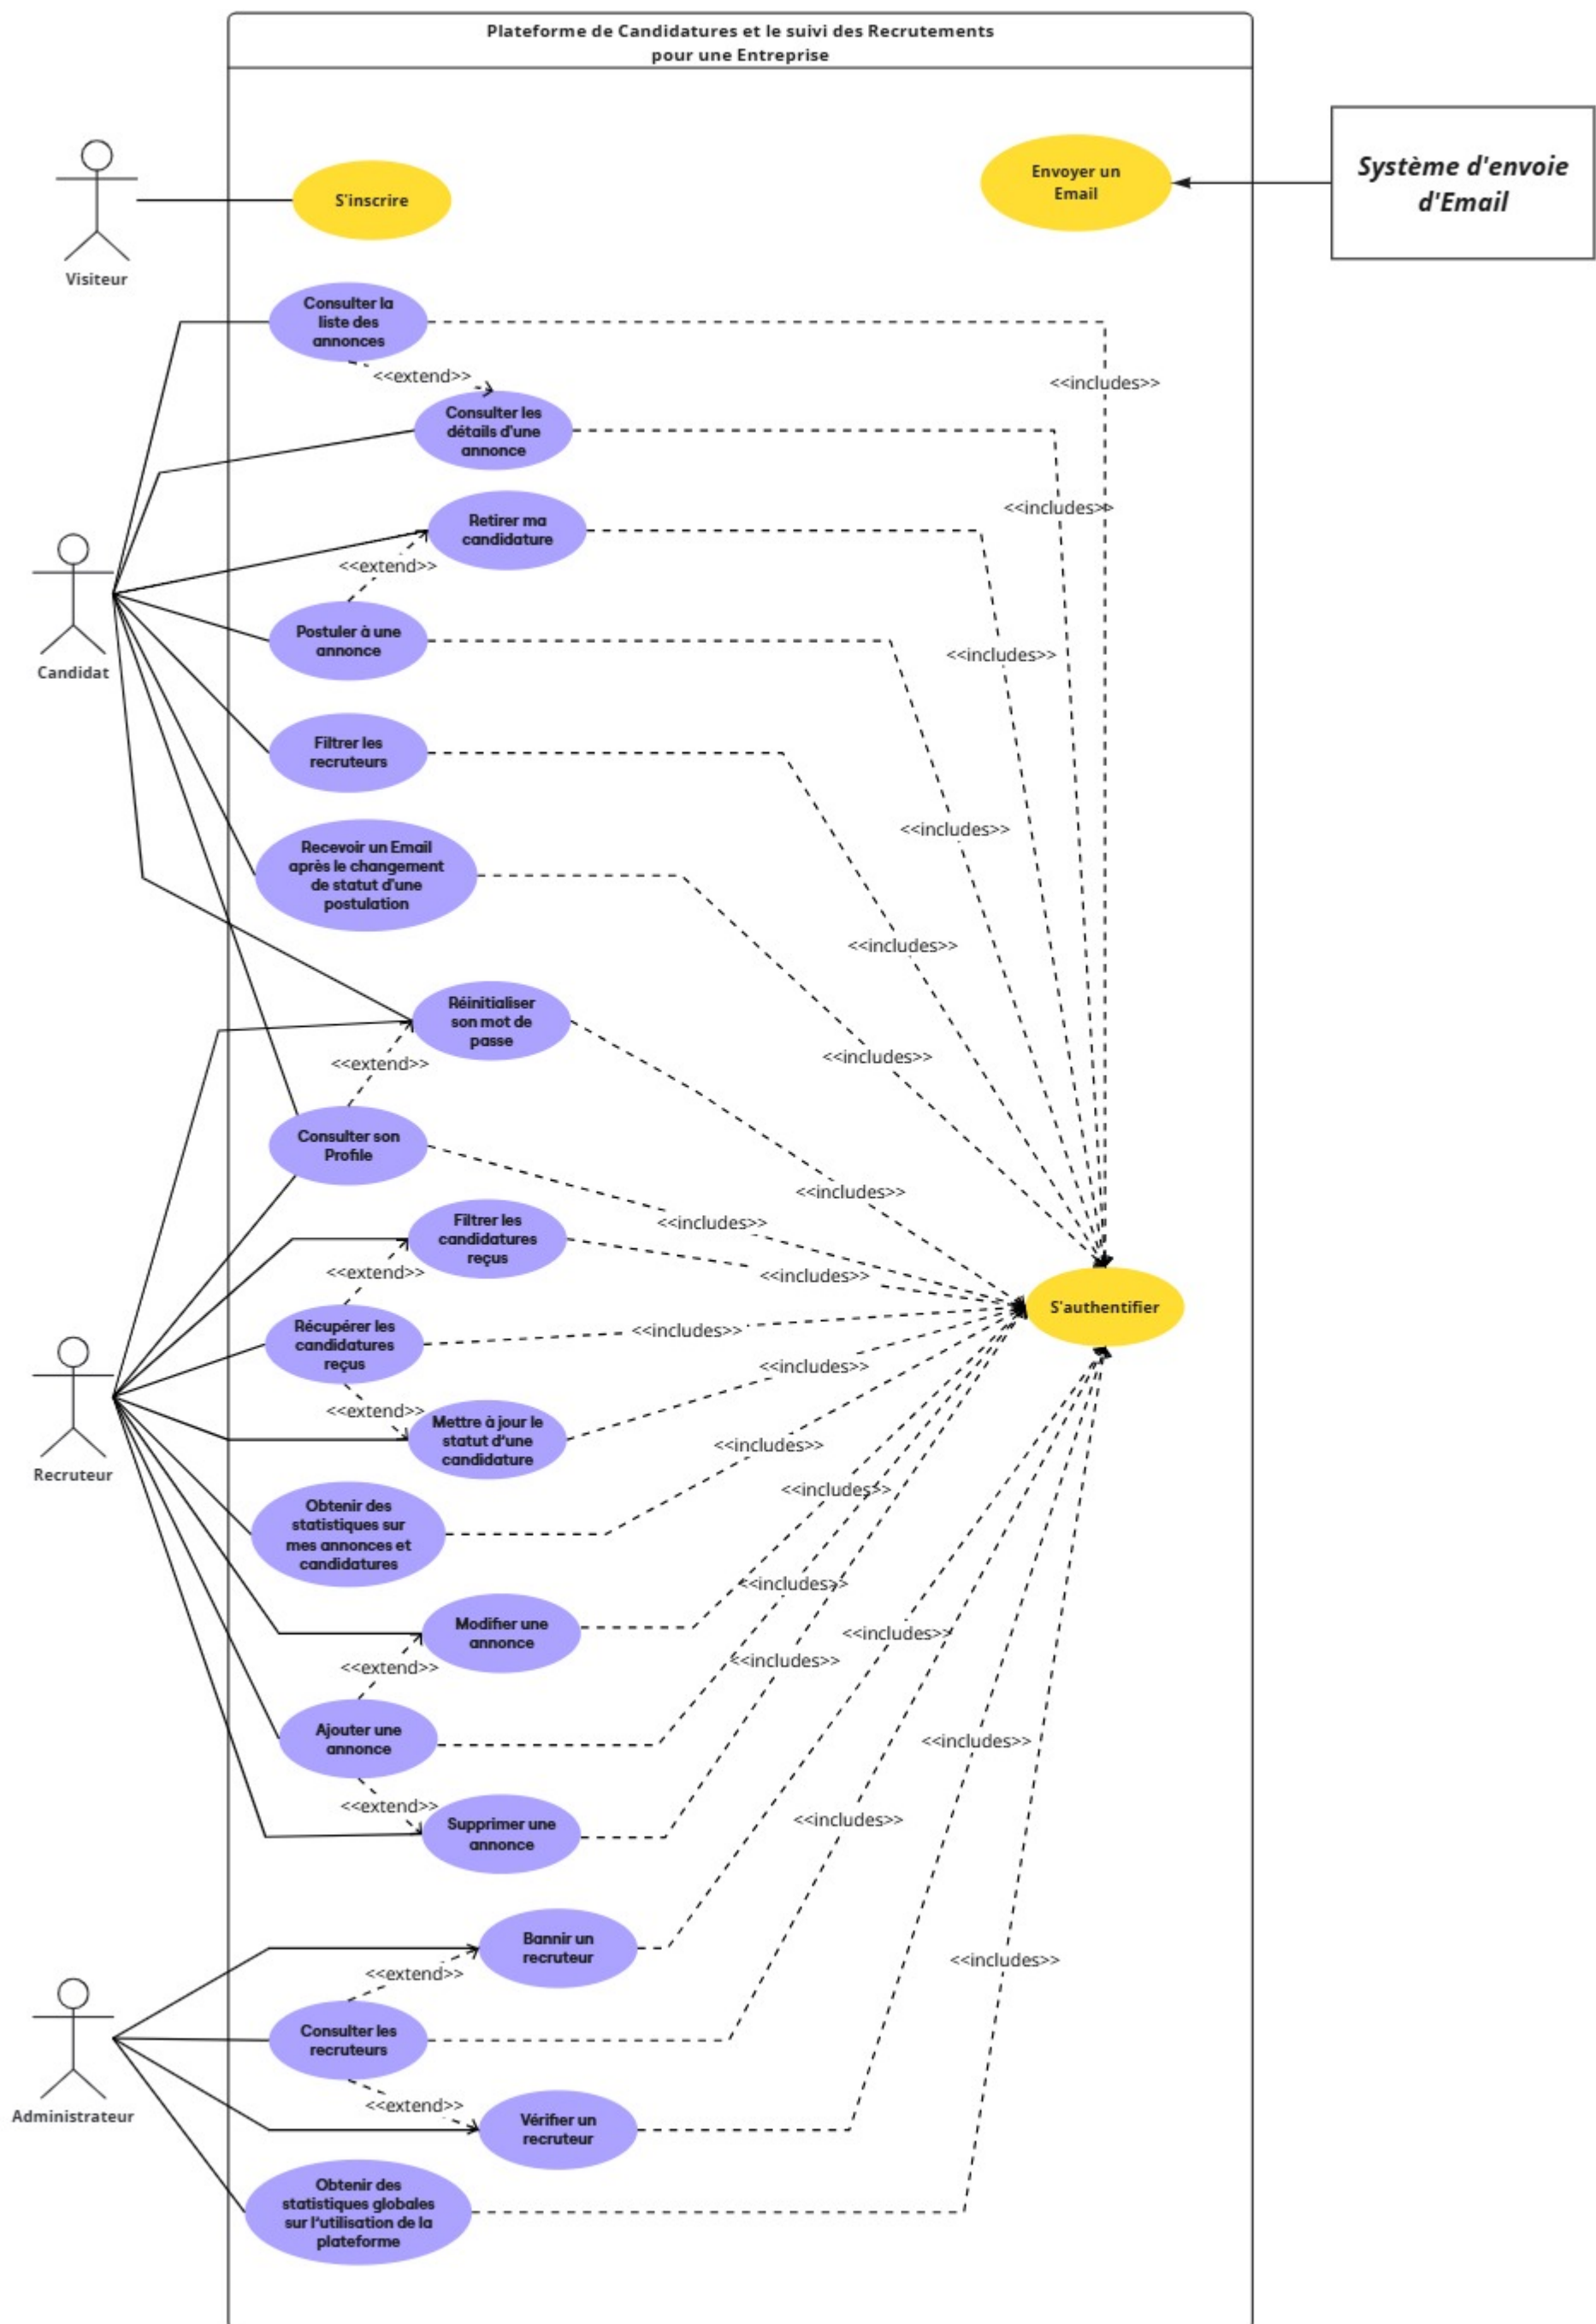 Plateforme de Candidatures et le suivi des Recrutements
pour une Entreprise
Envoyer un
Email
Système d'envoie
d'Email
S'inscrire
Visiteur
Consulter la
liste des
annonces
<<extend>>
<<includes>>
Consulter les
détails d'une
annonce
<<includes>>
Retirer ma
candidature
<<extend>>
Postuler à une
annonce
<<includes>>
Candidat
Filtrer les
recruteurs
<<includes>>
Recevoir un Email
après le changement
de statut d'une
postulation
<<includes>>
Réinitialiser
son mot de
passe
<<includes>>
<<extend>>
Consulter son
Profile
<<includes>>
<<includes>>
Filtrer les
candidatures
reçus
<<extend>>
<<includes>>
S'authentifier
Récupérer les
candidatures
reçus
<<includes>>
<<includes>>
<<extend>>
Mettre à jour le
statut d'une
candidature
<<includes>>
Recruteur
Obtenir des
statistiques sur
mes annonces et
candidatures
<<includes>>
<<includes>>
Modifier une
annonce
<<includes>>
<<extend>>
<<includes>>
Ajouter une
annonce
<<includes>>
<<extend>>
Supprimer une
annonce
<<includes>>
Bannir un
recruteur
<<extend>>
<<includes>>
Consulter les
recruteurs
<<extend>>
Administrateur
Vérifier un
recruteur
Obtenir des
statistiques globales
sur l'utilisation de la
plateforme